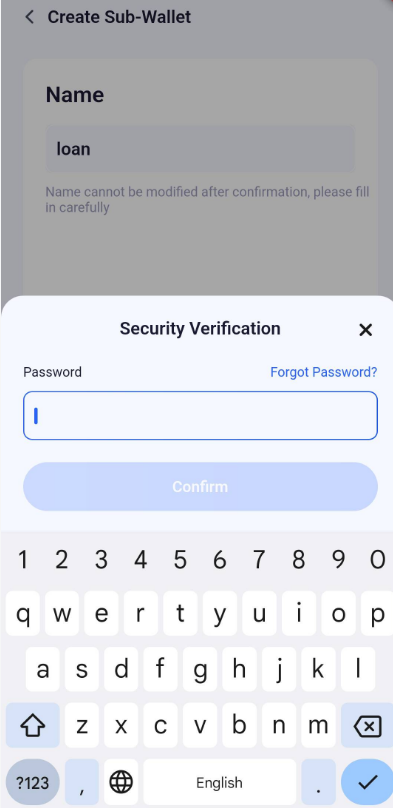 Create Sub-Wallet
Name
loan
Name cannot be modified after confirmation, please fill
in carefully
Security Verification
Password
Forgot Password?
Confirm
1 2 3 4 5 6 7 8 9 0
q w e r t y u i o p
a s d f g h j k l
z x c v b n m
?123 , English .